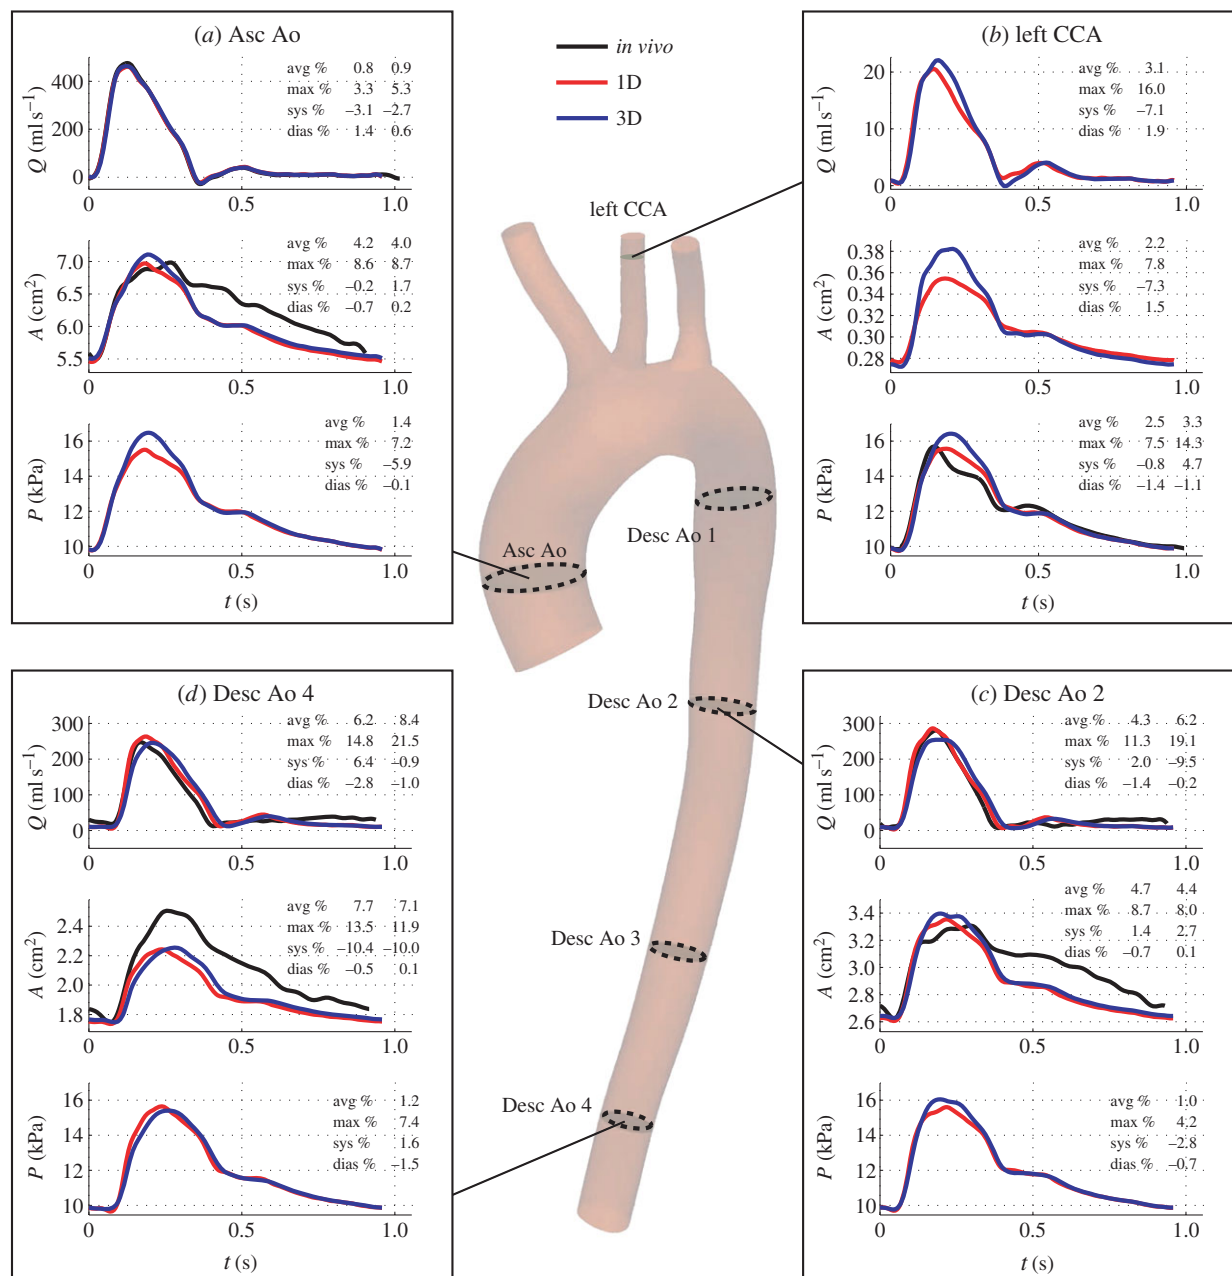 (a) Asc Ao
400
200
0
Q (ml s−1)
avg % 0.8 0.9
max % 3.3 5.3
sys % −3.1 −2.7
dias % 1.4 0.6
0 0.5 1.0
7.0
6.5
6.0
5.5
A (cm2)
avg % 4.2 4.0
max % 8.6 8.7
sys % −0.2 1.7
dias % −0.7 0.2
0 0.5 1.0
16
14
12
10
P (kPa)
avg % 1.4
max % 7.2
sys % −5.9
dias % −0.1
0 0.5 1.0
t (s)
in vivo
1D
3D
(b) left CCA
20
10
0
Q (ml s−1)
avg % 3.1
max % 16.0
sys % −7.1
dias % 1.9
0 0.5 1.0
0.38
0.36
0.34
0.32
0.30
0.28
A (cm2)
avg % 2.2
max % 7.8
sys % −7.3
dias % 1.5
0 0.5 1.0
16
14
12
10
P (kPa)
avg % 2.5 3.3
max % 7.5 14.3
sys % −0.8 4.7
dias % −1.4 −1.1
0 0.5 1.0
t (s)
left CCA
Desc Ao 1
Asc Ao
Desc Ao 2
Desc Ao 3
Desc Ao 4
(d) Desc Ao 4
300
200
100
0
Q (ml s−1)
avg % 6.2 8.4
max % 14.8 21.5
sys % 6.4 −0.9
dias % −2.8 −1.0
0 0.5 1.0
2.4
2.2
1.8
A (cm2)
avg % 7.7 7.1
max % 13.5 11.9
sys % −10.4 −10.0
dias % −0.5 0.1
0 0.5 1.0
16
14
12
10
P (kPa)
avg % 1.2
max % 7.4
sys % 1.6
dias % −1.5
0 0.5 1.0
t (s)
(c) Desc Ao 2
300
200
100
0
Q (ml s−1)
avg % 4.3 6.2
max % 11.3 19.1
sys % 2.0 −9.5
dias % −1.4 −0.2
0 0.5 1.0
3.4
3.2
3.0
2.8
2.6
A (cm2)
avg % 4.7 4.4
max % 8.7 8.0
sys % 1.4 2.7
dias % −0.7 0.1
0 0.5 1.0
16
14
12
10
P (kPa)
avg % 1.0
max % 4.2
sys % −2.8
dias % −0.7
0 0.5 1.0
t (s)